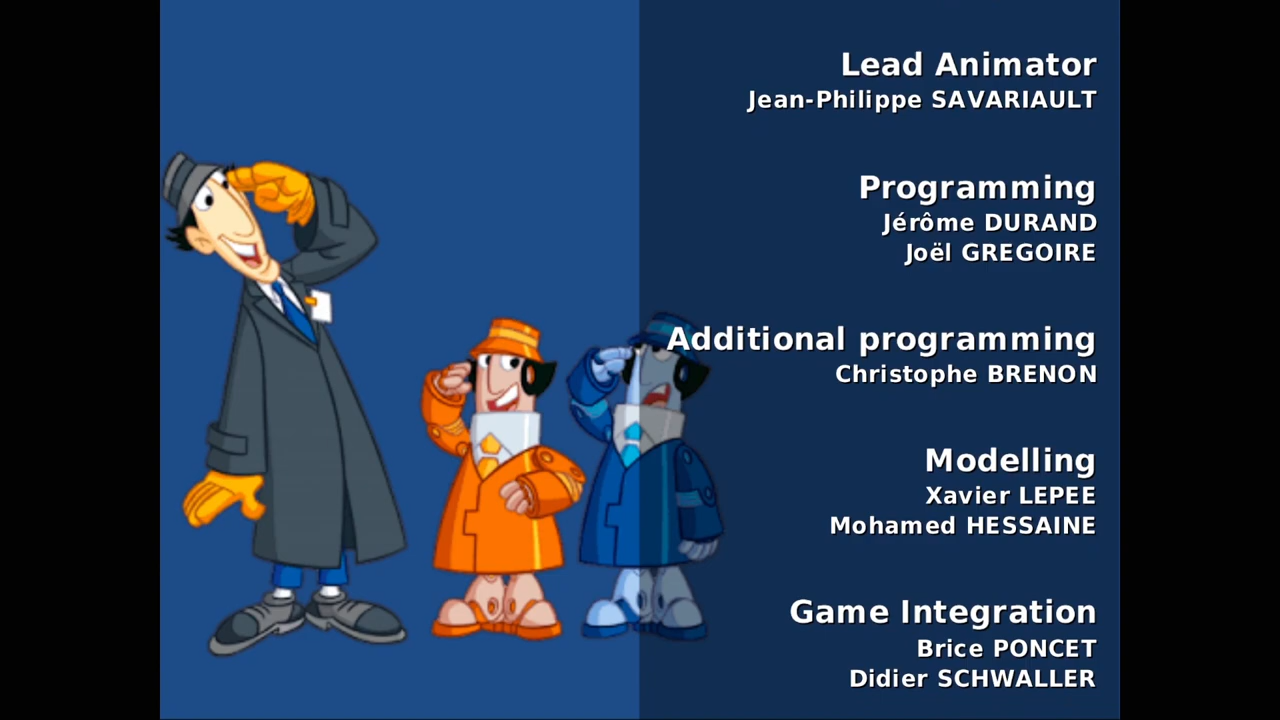 Lead Animator
Jean-Philippe SAVARIAULT
Programming
Jérôme DURAND
Joël GREGOIRE
Additional programming
Christophe BRENON
Modelling
Xavier LEPEE
Mohamed HESSAINE
Game Integration
Brice PONCET
Didier SCHWALLER